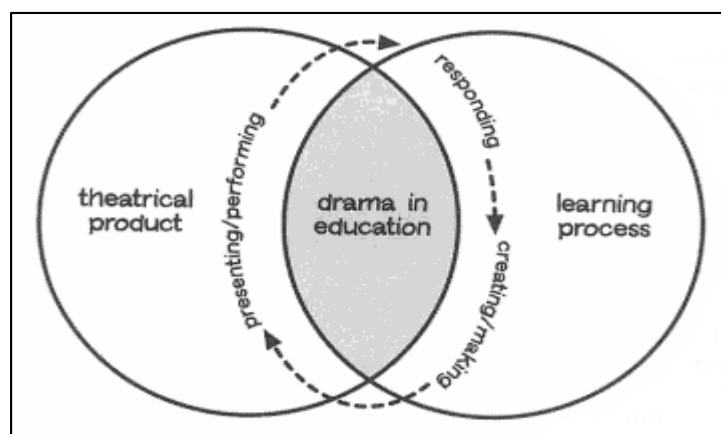 theatrical
product
presenting/performing
drama in
education
responding
creating/making
learning
process